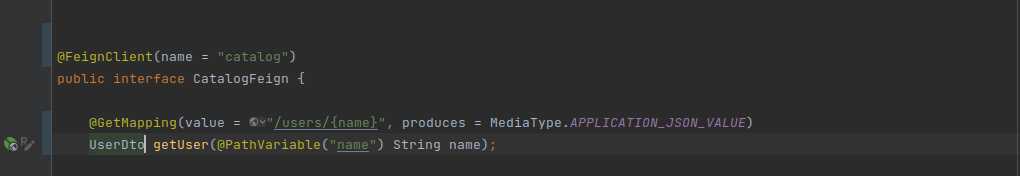 @FeignClient(name = "catalog")
public interface CatalogFeign {
@GetMapping(value = "/users/{name}", produces = MediaType.APPLICATION_JSON_VALUE)
UserDto getUser(@PathVariable("name") String name);